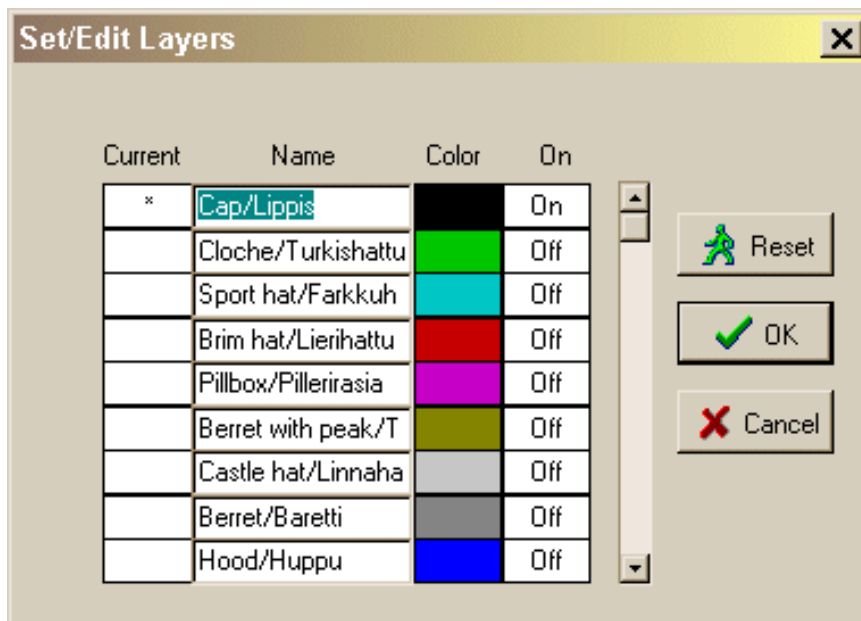 Set/Edit Layers
Current Name Color On
* Cap/Lippis On
Cloche/Turkishattu Off
Sport hat/Farkkuh Off
Brim hat/Lierihattu Off
Pillbox/Pillerirasia Off
Berret with peak/T Off
Castle hat/Linnaha Off
Berret/Baretti Off
Hood/Huppu Off
Reset
OK
Cancel